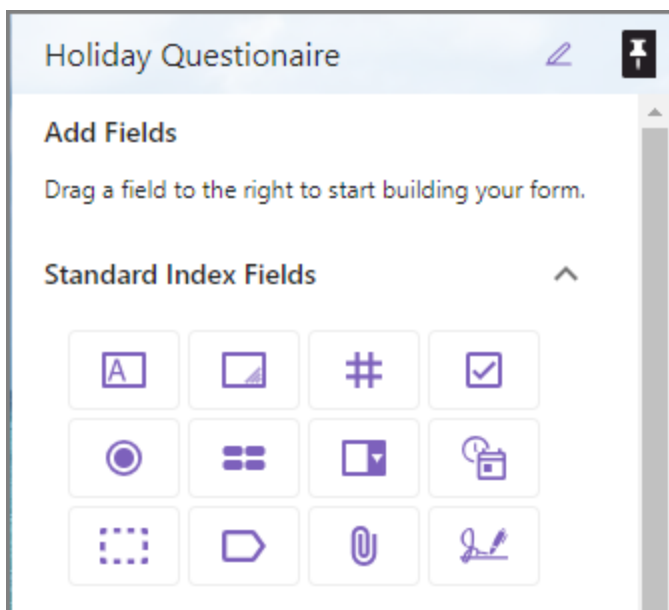 Holiday Questionaire
Add Fields
Drag a field to the right to start building your form.
Standard Index Fields
A